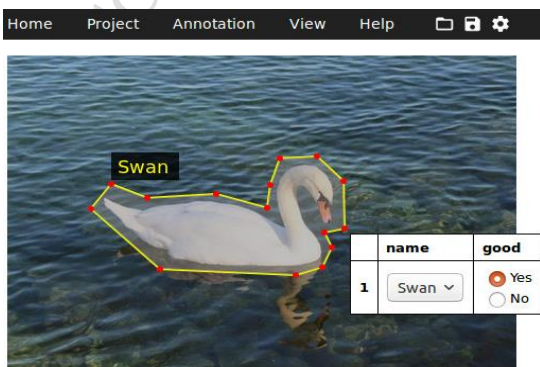 Home Project Annotation View Help
Swan
name good
1 Swan Yes
No